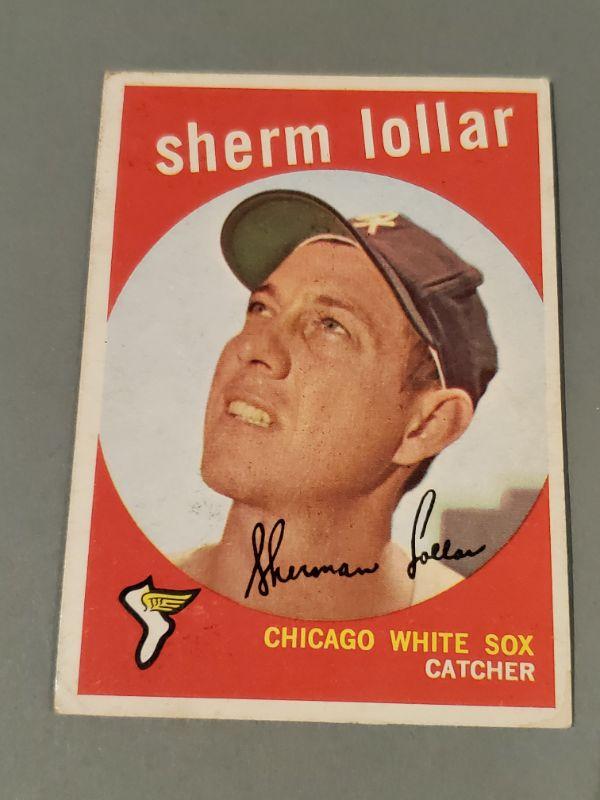 sherm lollar
Sherman Lollar
CHICAGO WHITE SOX
CATCHER